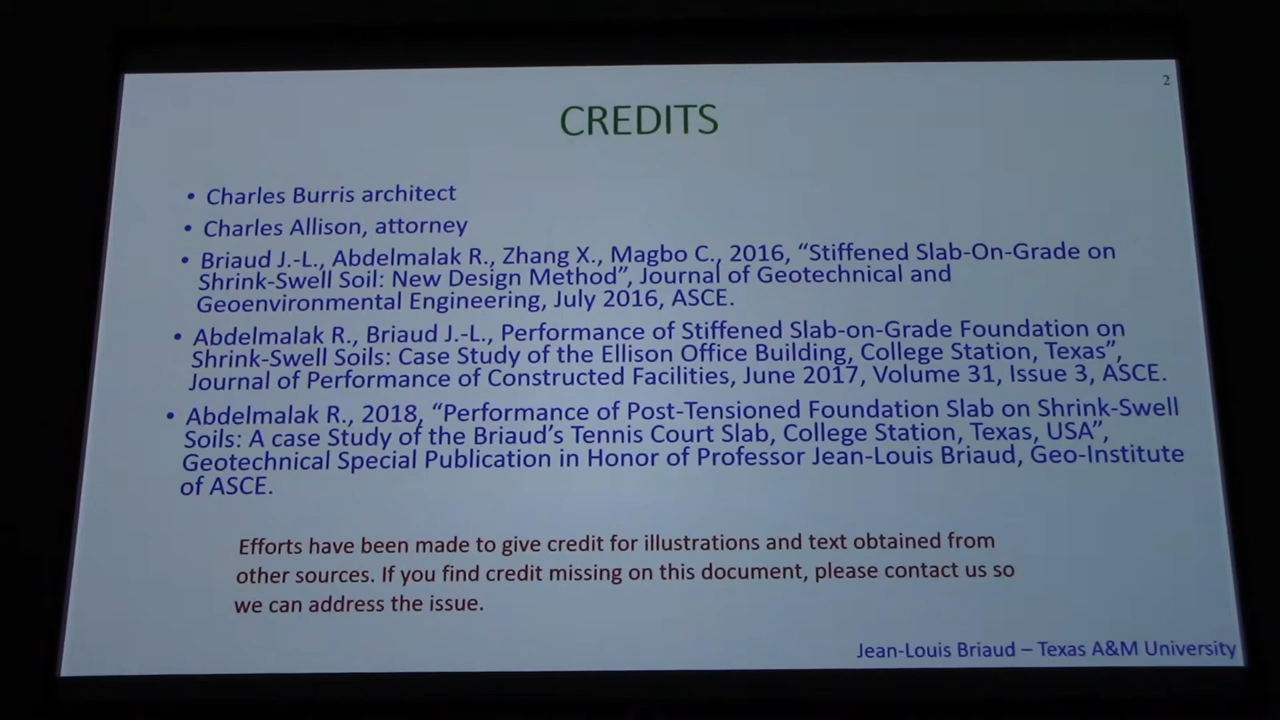 2
CREDITS
• Charles Burris architect
• Charles Allison, attorney
• Briaud J.-L., Abdelmalak R., Zhang X., Magbo C., 2016, “Stiffened Slab-On-Grade on
Shrink-Swell Soil: New Design Method”, Journal of Geotechnical and
Geoenvironmental Engineering, July 2016, ASCE.
• Abdelmalak R., Briaud J.-L., Performance of Stiffened Slab-on-Grade Foundation on
Shrink-Swell Soils: Case Study of the Ellison Office Building, College Station, Texas”,
Journal of Performance of Constructed Facilities, June 2017, Volume 31, Issue 3, ASCE.
• Abdelmalak R., 2018, “Performance of Post-Tensioned Foundation Slab on Shrink-Swell
Soils: A case Study of the Briaud’s Tennis Court Slab, College Station, Texas, USA”,
Geotechnical Special Publication in Honor of Professor Jean-Louis Briaud, Geo-Institute
of ASCE.
Efforts have been made to give credit for illustrations and text obtained from
other sources. If you find credit missing on this document, please contact us so
we can address the issue.
Jean-Louis Briaud – Texas A&M University